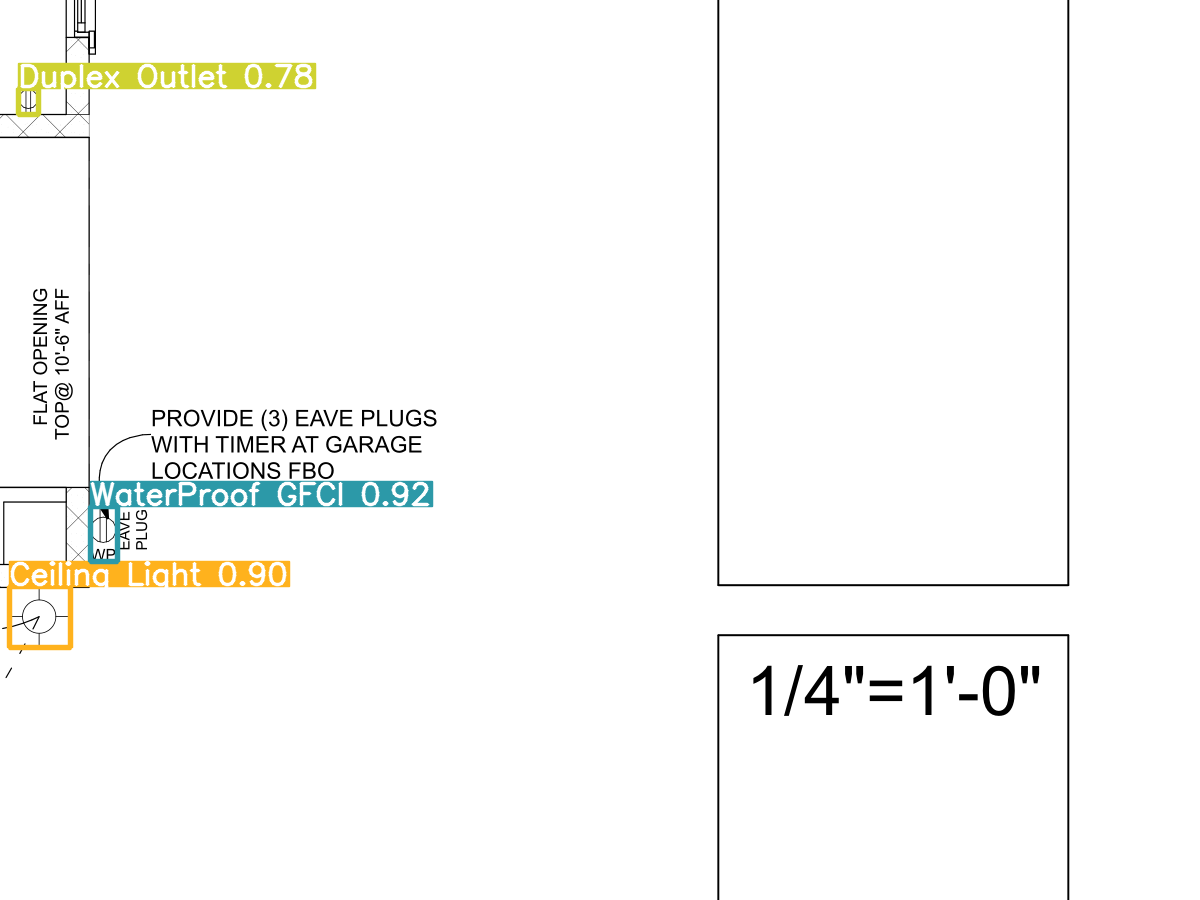 Duplex Outlet 0.78
FLAT OPENING
TOP@ 10'-6" AFF
PROVIDE (3) EAVE PLUGS
WITH TIMER AT GARAGE
LOCATIONS FBO
WaterProof GFCI 0.92
EAVE
PLUG
WP
Ceiling Light 0.90
1/4"=1'-0"